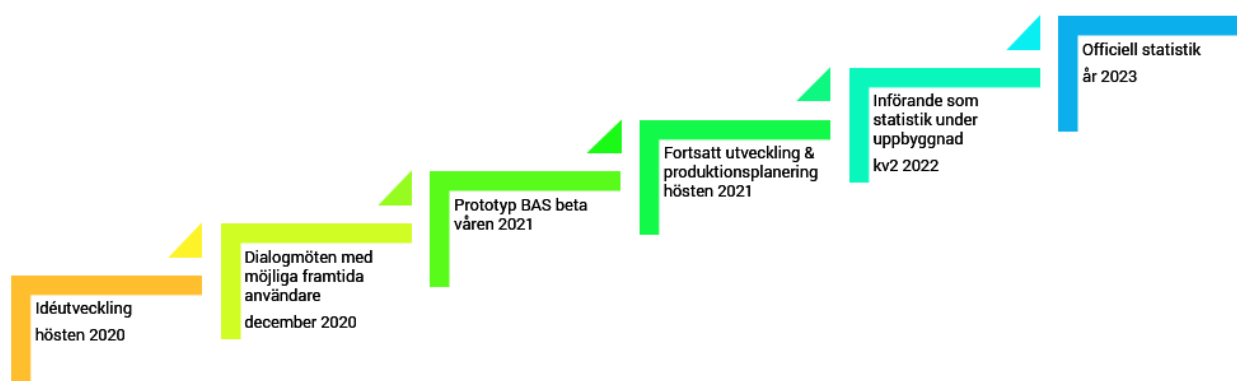 Idéutveckling
hösten 2020
Dialogmöten med
möjliga framtida
användare
december 2020
Prototyp BAS beta
våren 2021
Fortsatt utveckling &
produktionsplanering
hösten 2021
Införande som
statistik under
uppbyggnad
kv2 2022
Officiell statistik
år 2023